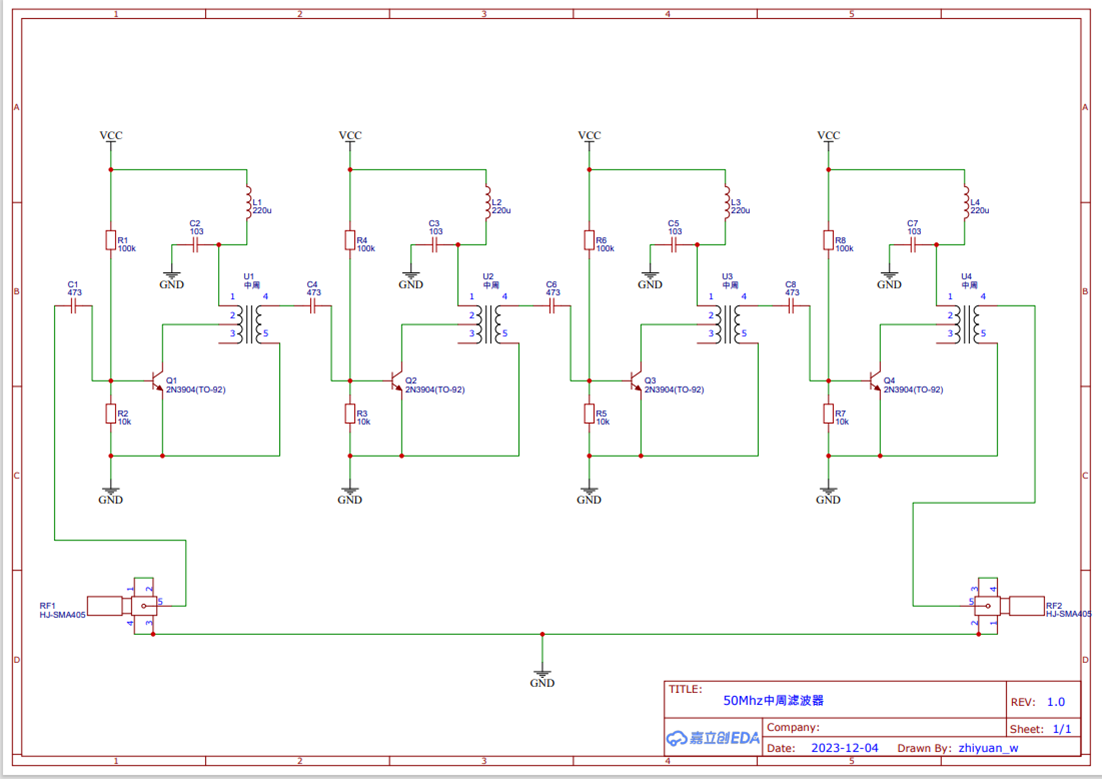 1 2 3 4 5
A A
VCC VCC VCC VCC
L1 L2 L3 L4
220u 220u 220u 220u
C2 C3 C5 C7
103 103 103 103
R1 R4 R6 R8
100k 100k 100k 100k
GND GND GND GND
U1 U2 U3 U4
中周 中周 中周 中周
C1 C4 C6 C8
473 473 473 473
B B
1 4 1 4 1 4 1 4
2 2 2 2
3 5 3 5 3 5 3 5
Q1 Q2 Q3 Q4
2N3904(TO-92) 2N3904(TO-92) 2N3904(TO-92) 2N3904(TO-92)
R2 R3 R5 R7
10k 10k 10k 10k
C C
GND GND GND GND
1 2 3 4
RF1 5 5 RF2
HJ-SMA405 HJ-SMA405
4 3 2 1
D D
GND
TITLE:
50Mhz中周滤波器
REV: 1.0
嘉立创EDA
Company:
Sheet: 1/1
Date: 2023-12-04 Drawn By: zhiyuan_w
1 2 3 4 5